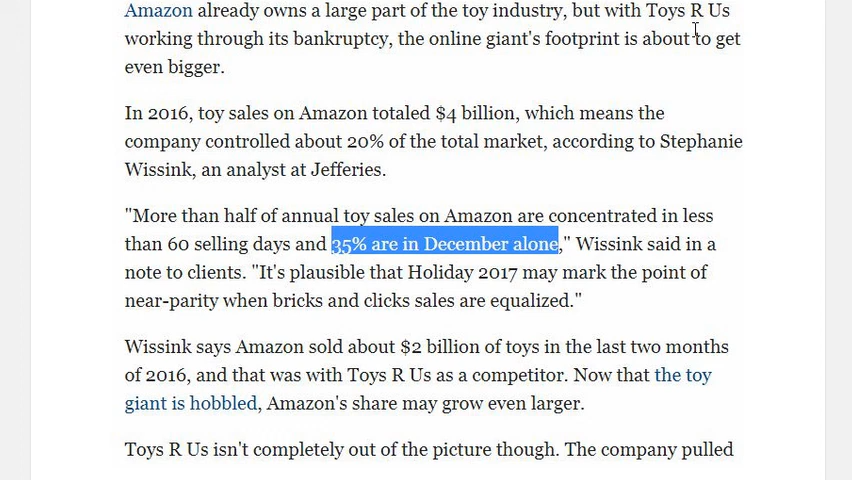 Amazon already owns a large part of the toy industry, but with Toys R Us
working through its bankruptcy, the online giant's footprint is about to get
even bigger.
In 2016, toy sales on Amazon totaled $4 billion, which means the
company controlled about 20% of the total market, according to Stephanie
Wissink, an analyst at Jefferies.
"More than half of annual toy sales on Amazon are concentrated in less
than 60 selling days and 35% are in December alone," Wissink said in a
note to clients. "It's plausible that Holiday 2017 may mark the point of
near-parity when bricks and clicks sales are equalized."
Wissink says Amazon sold about $2 billion of toys in the last two months
of 2016, and that was with Toys R Us as a competitor. Now that the toy
giant is hobbled, Amazon's share may grow even larger.
Toys R Us isn't completely out of the picture though. The company pulled